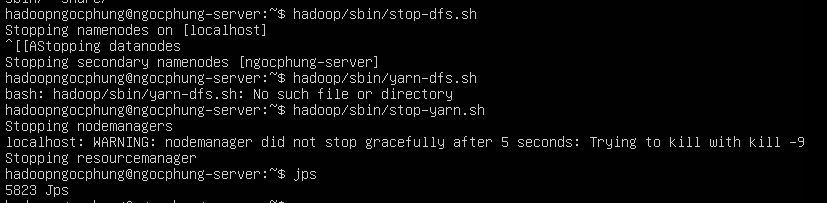 hadoopngocphung@ngocphung-server:~$ hadoop/sbin/stop-dfs.sh
Stopping namenodes on [localhost]
^[[AStopping datanodes
Stopping secondary namenodes [ngocphung-server]
hadoopngocphung@ngocphung-server:~$ hadoop/sbin/yarn-dfs.sh
bash: hadoop/sbin/yarn-dfs.sh: No such file or directory
hadoopngocphung@ngocphung-server:~$ hadoop/sbin/stop-yarn.sh
Stopping nodemanagers
localhost: WARNING: nodemanager did not stop gracefully after 5 seconds: Trying to kill with kill -9
Stopping resourcemanager
hadoopngocphung@ngocphung-server:~$ jps
5823 Jps